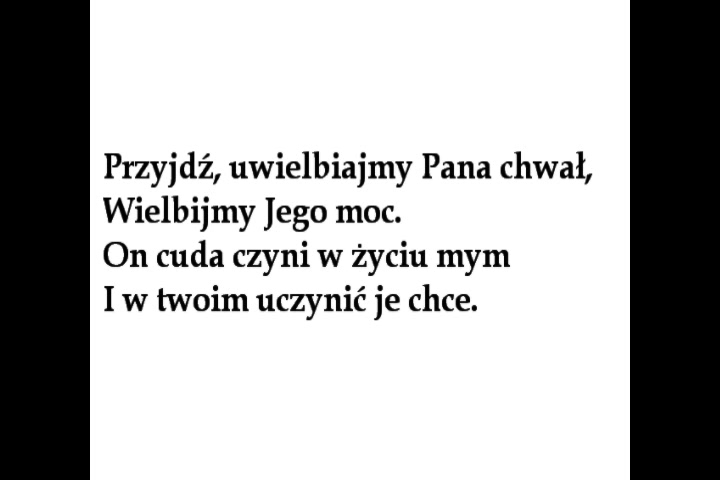 Przyjdź, uwielbiajmy Pana chwał,
Wielbijmy Jego moc.
On cuda czyni w życiu mym
I w twoim uczynić je chce.